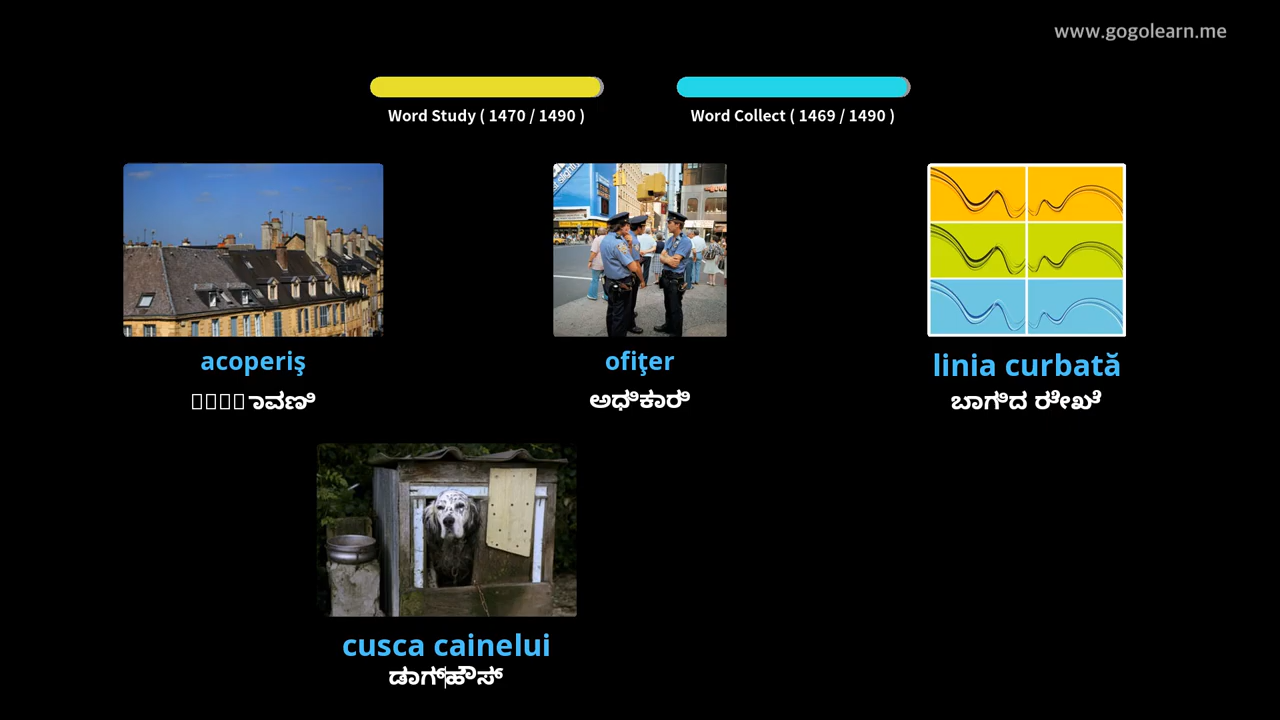 www.gogolearn.me
Word Study ( 1470 / 1490 )
Word Collect ( 1469 / 1490 )
acoperiş
ofiţer
linia curbată
ಅಧಿಕಾರಿ
ಬಾಗಿದ ರೇಖೆ
cusca cainelui
ಡಾಗ್‌ಹೌಸ್